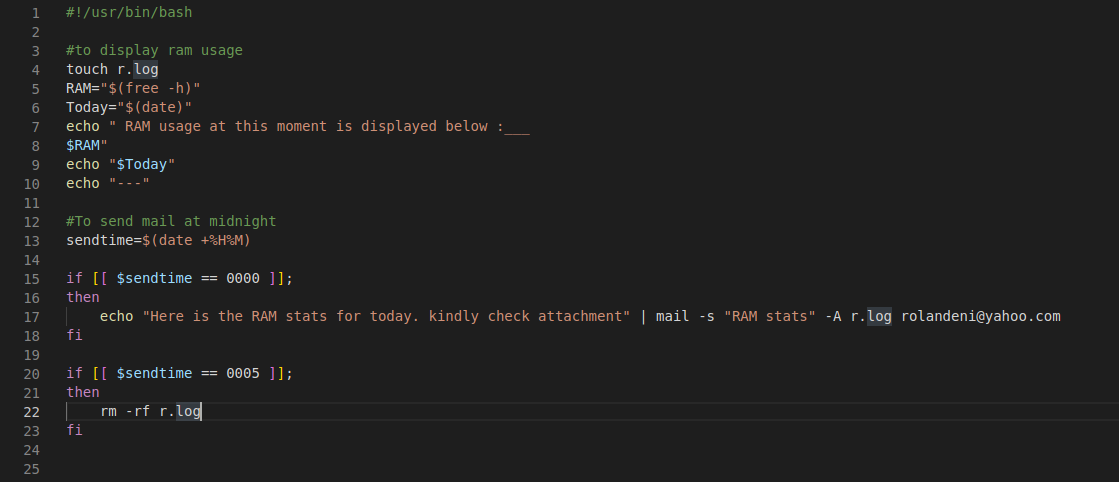 1 #!/usr/bin/bash
2
3 #to display ram usage
4 touch r.log
5 RAM="$(free -h)"
6 Today="$(date)"
7 echo " RAM usage at this moment is displayed below :___
8 $RAM"
9 echo "$Today"
10 echo "---"
11
12 #To send mail at midnight
13 sendtime=$(date +%H%M)
14
15 if [[ $sendtime == 0000 ]];
16 then
17     echo "Here is the RAM stats for today. kindly check attachment" | mail -s "RAM stats" -A r.log rolandeni@yahoo.com
18 fi
19
20 if [[ $sendtime == 0005 ]];
21 then
22     rm -rf r.log
23 fi
24
25